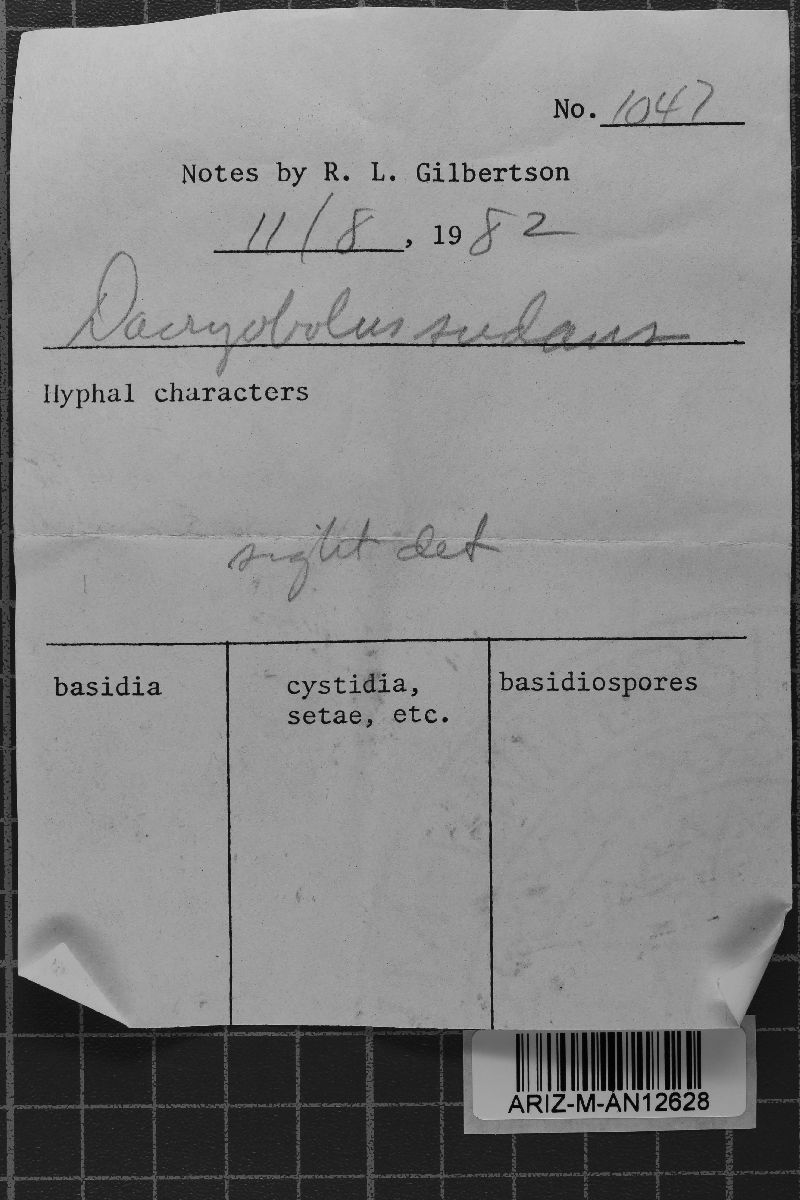 No. 1047
Notes by R. L. Gilbertson
11/8, 1982
Dacryobolus sudans
Hyphal characters
sight det
basidia
cystidia,
setae, etc.
basidiospores
ARIZ-M-AN12628